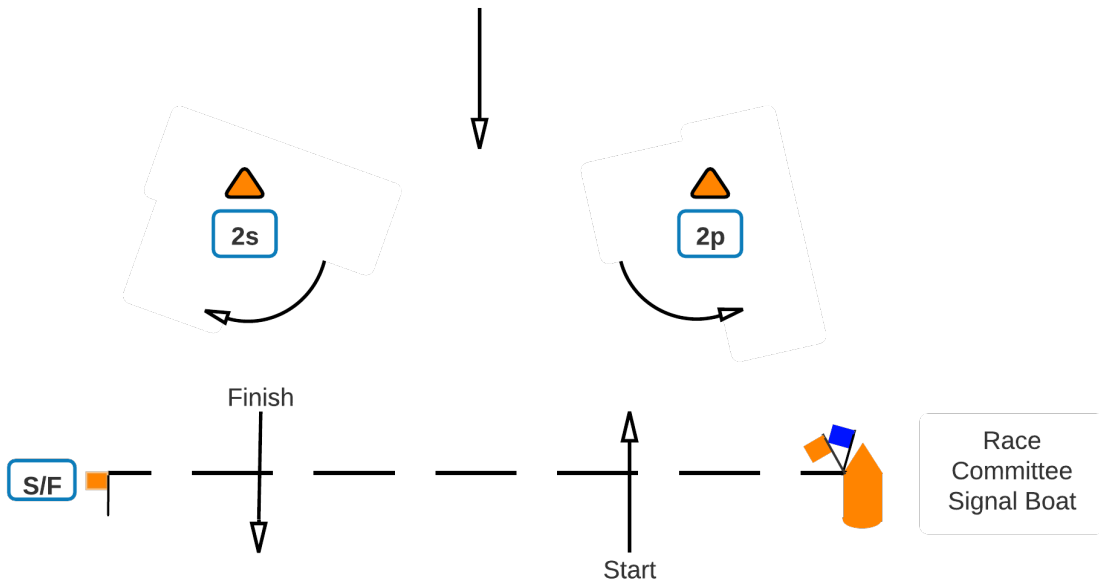 2s
2p
Finish
S/F
Race
Committee
Signal Boat
Start